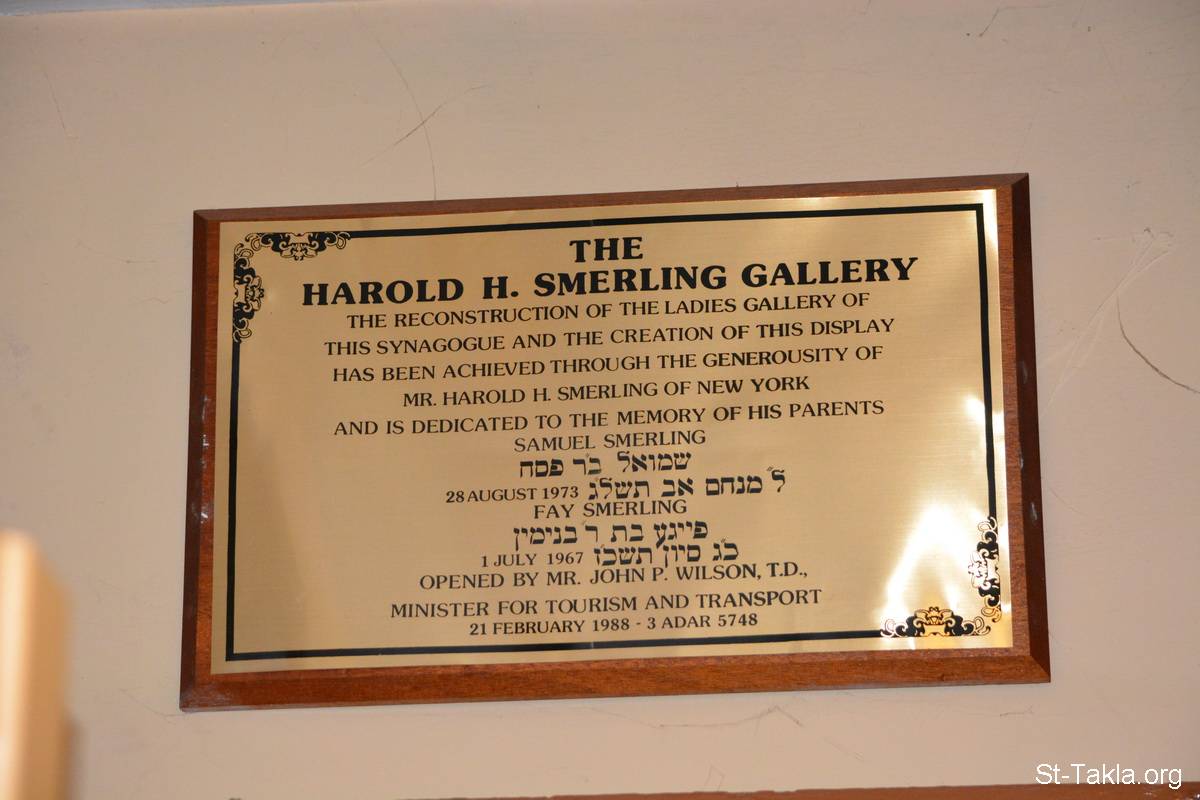 THE
HAROLD H. SMERLING GALLERY
THE RECONSTRUCTION OF THE LADIES GALLERY OF
THIS SYNAGOGUE AND THE CREATION OF THIS DISPLAY
HAS BEEN ACHIEVED THROUGH THE GENEROUSITY OF
MR. HAROLD H. SMERLING OF NEW YORK
AND IS DEDICATED TO THE MEMORY OF HIS PARENTS
SAMUEL SMERLING
שמואל ב״ר פסח
28 AUGUST 1973 ל״ מנחם אב תשל״ג
FAY SMERLING
פייגע בת ר׳ בנימין
1 JULY 1967 כ״ג סיון תשכ״ז
OPENED BY MR. JOHN P. WILSON, T.D.,
MINISTER FOR TOURISM AND TRANSPORT
21 FEBRUARY 1988 - 3 ADAR 5748
St-Takla.org